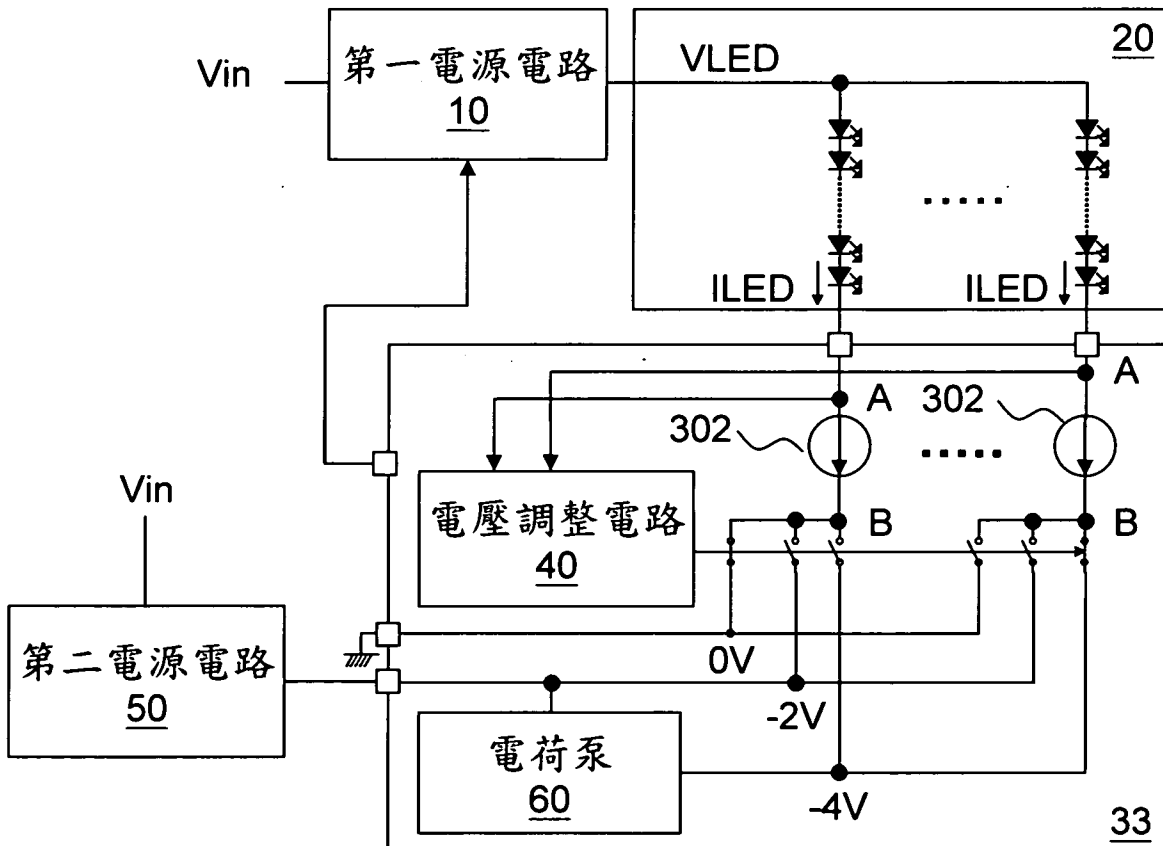 20
第一電源電路
10
Vin
VLED
.....
ILED
ILED
A
A
302
302
.....
Vin
電壓調整電路
40
B
B
第二電源電路
50
0V
-2V
電荷泵
60
-4V
33